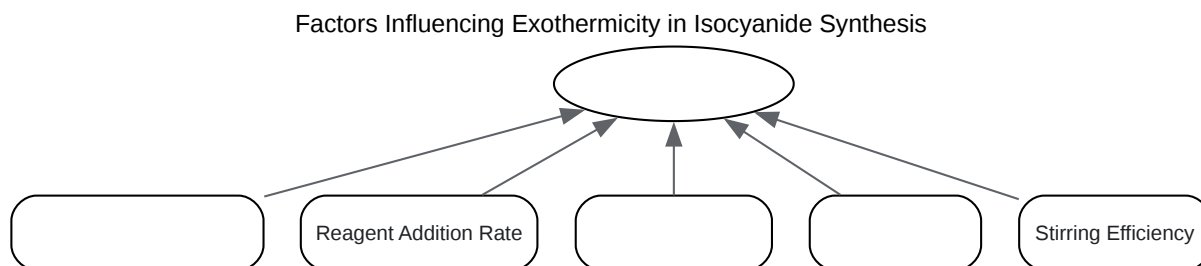 Factors Influencing Exothermicity in Isocyanide Synthesis
Reagent Addition Rate
Stirring Efficiency